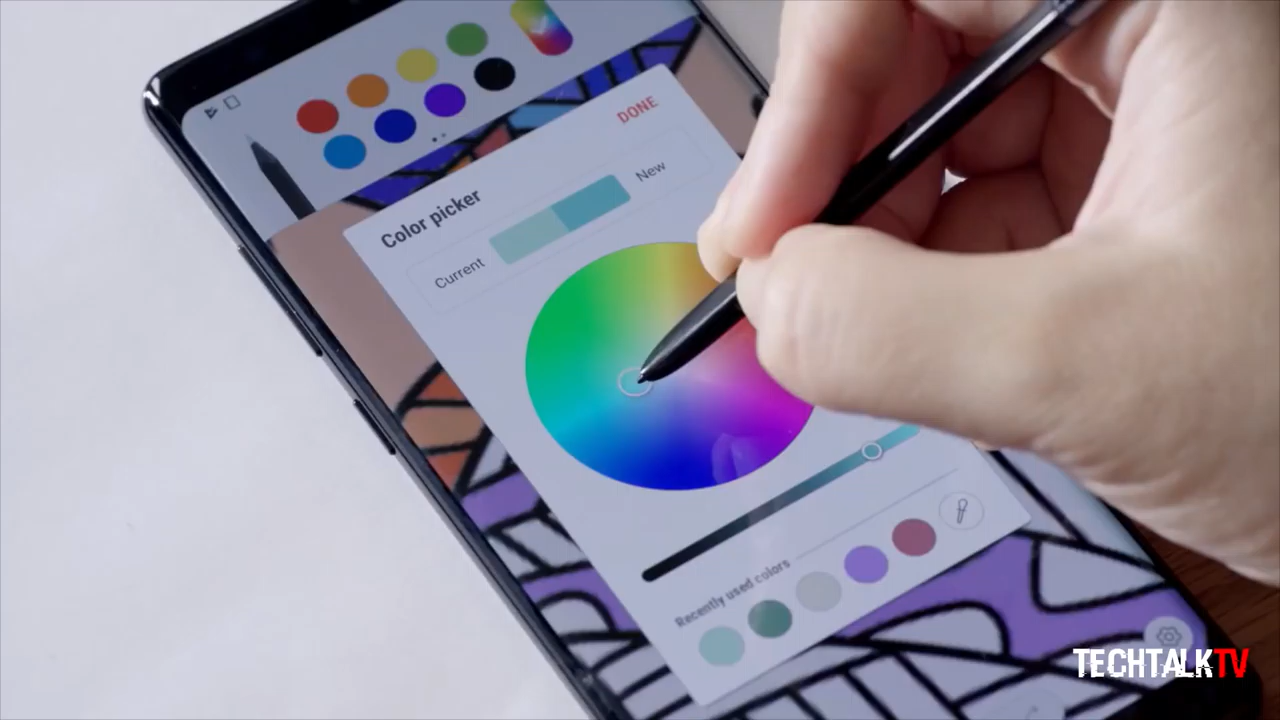 DONE
Color picker
Current
New
Recently used colors
TECHTALKTV